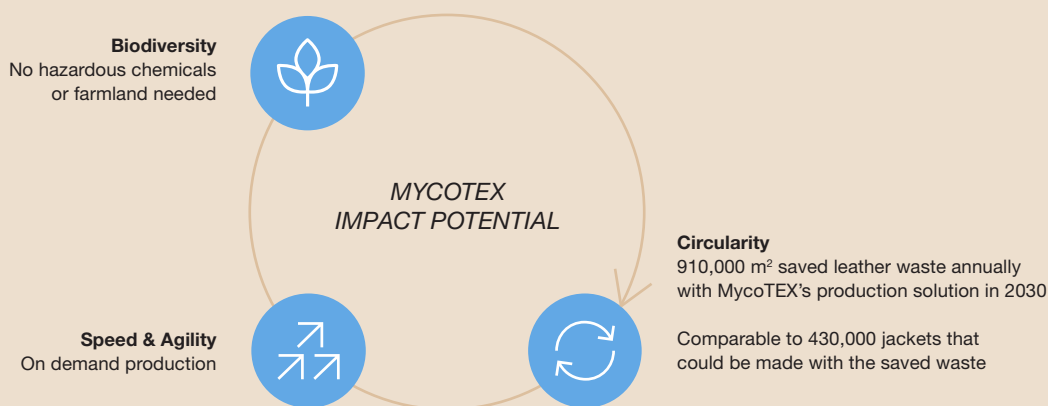 Biodiversity
No hazardous chemicals
or farmland needed
MYCOTEX
IMPACT POTENTIAL
Circularity
910,000 m² saved leather waste annually
with MycoTEX’s production solution in 2030
Comparable to 430,000 jackets that
could be made with the saved waste
Speed & Agility
On demand production